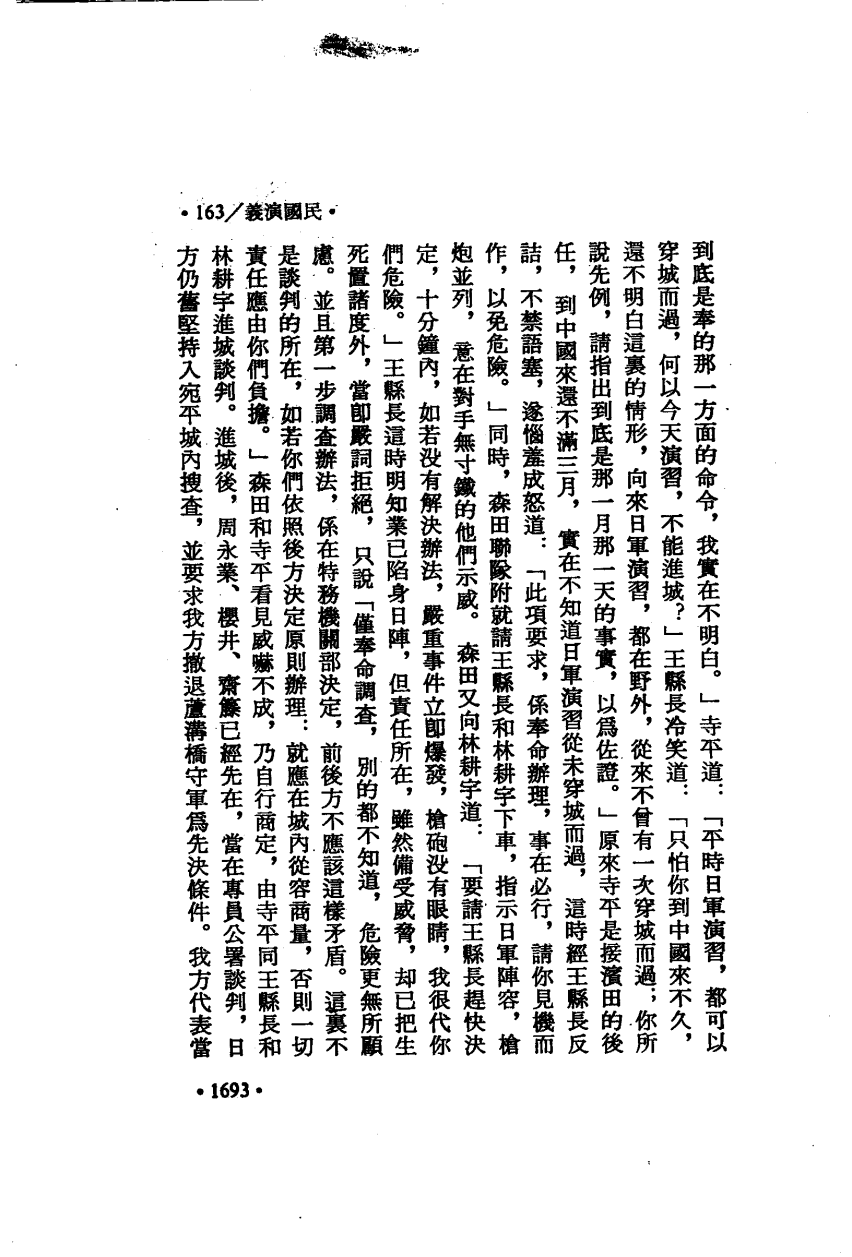 •163/義演國民•
到底是奉的那一方面的命令，我實在不明白。」寺平道：「平時日軍演習，都可以
穿城而過，何以今天演習，不能進城？」王縣長冷笑道：「只怕你到中國來不久，
還不明白這裏的情形，向來日軍演習，都在野外，從來不曾有一次穿城而過；你所
說先例，請指出到底是那一月那一天的事實，以爲佐證。」原來寺平是接濱田的後
任，到中國來還不滿三月，實在不知道日軍演習從未穿城而過，這時經王縣長反
詰，不禁語塞，遂惱羞成怒道：「此項要求，係奉命辦理，事在必行，請你見機而
作，以免危險。」同時，森田聯隊附就請王縣長和林耕宇下車，指示日軍陣容，槍
炮並列，意在對手無寸鐵的他們示威。森田又向林耕宇道：「要請王縣長趕快決
定，十分鐘內，如若没有解決辦法，嚴重事件立卽爆發，槍砲没有眼睛，我很代你
們危險。」王縣長這時明知業已陷身日陣，但責任所在，雖然備受威脅，却已把生
死置諸度外，當卽嚴詞拒絕，只說「僅奉命調查，別的都不知道，危險更無所顧
慮。並且第一步調查辦法，係在特務機關部決定，前後方不應該這樣矛盾。這裏不
是談判的所在，如若你們依照後方決定原則辦理：就應在城內從容商量，否則一切
責任應由你們負擔。」森田和寺平看見威嚇不成，乃自行商定，由寺平同王縣長和
林耕宇進城談判。進城後，周永業、櫻井、齋籐已經先在，當在專員公署談判，日
方仍舊堅持入宛平城內搜查，並要求我方撤退蘆溝橋守軍爲先決條件。我方代表當
•1693•